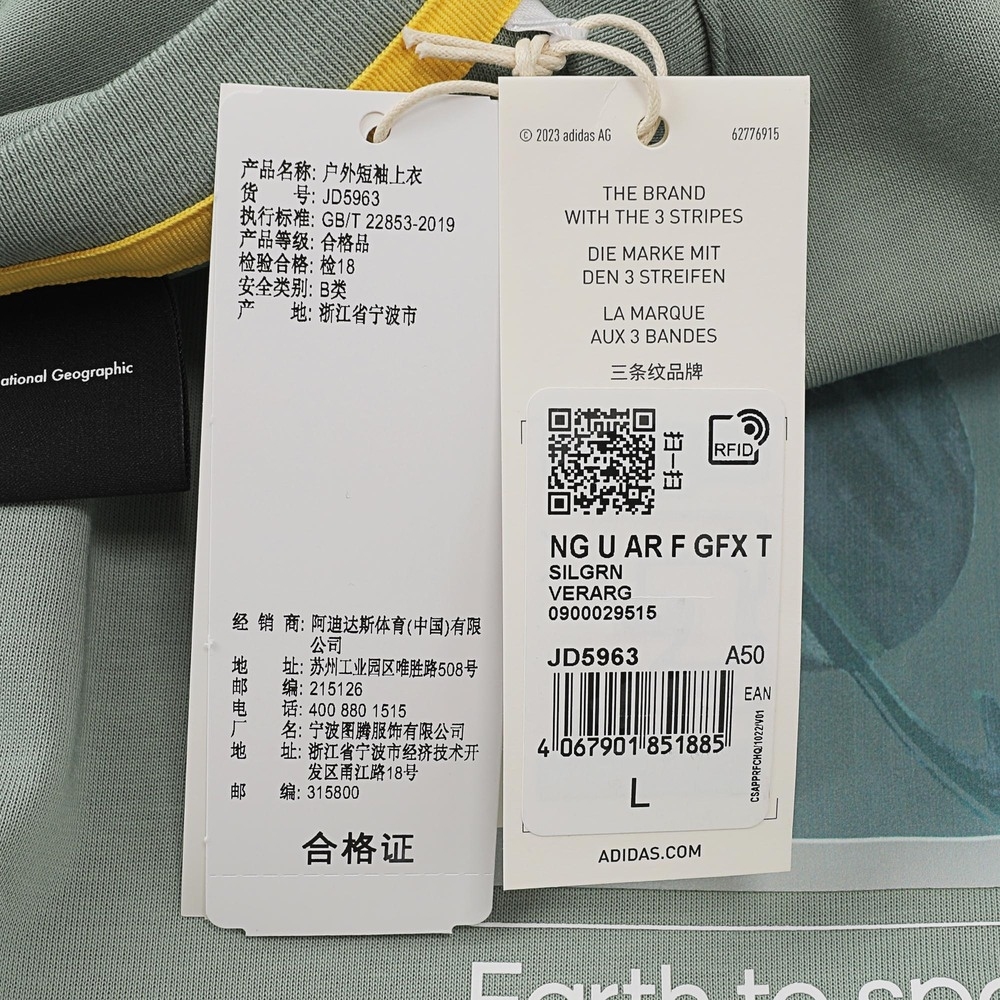 产品名称: 户外短袖上衣
货 号: JD5963
执行标准: GB/T 22853-2019
产品等级: 合格品
检验合格: 检18
安全类别: B类
产 地: 浙江省宁波市
经 销 商: 阿迪达斯体育(中国)有限
公司
地 址: 苏州工业园区唯胜路508号
邮 编: 215126
电 话: 400 880 1515
厂 名: 宁波图腾服饰有限公司
地 址: 浙江省宁波市经济技术开
发区甬江路18号
邮 编: 315800
合格证
© 2023 adidas AG
62776915
THE BRAND
WITH THE 3 STRIPES
DIE MARKE MIT
DEN 3 STREIFEN
LA MARQUE
AUX 3 BANDES
三条纹品牌
扫一扫
RFID
NG U AR F GFX T
SILGRN
VERARG
0900029515
JD5963 A50
EAN
4 067901 851885
CSAPPRFCHQ/1022/V01
L
ADIDAS.COM
ational Geographic
Earth to spe